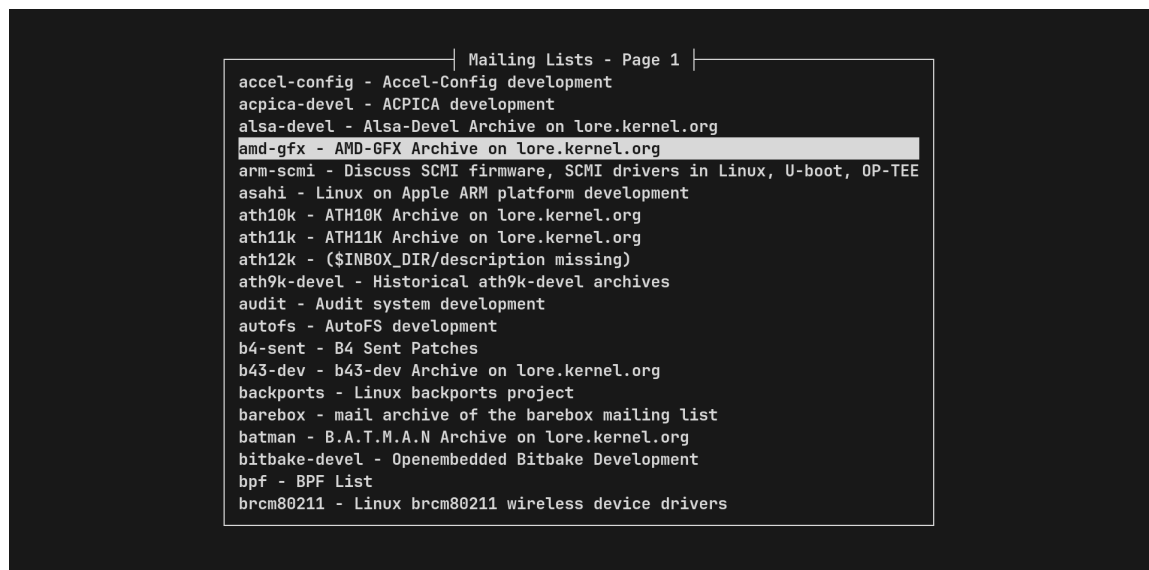 Mailing Lists - Page 1
accel-config - Accel-Config development
acpica-devel - ACPICA development
alsa-devel - Alsa-Devel Archive on lore.kernel.org
amd-gfx - AMD-GFX Archive on lore.kernel.org
arm-scmi - Discuss SCMI firmware, SCMI drivers in Linux, U-boot, OP-TEE
asahi - Linux on Apple ARM platform development
ath10k - ATH10K Archive on lore.kernel.org
ath11k - ATH11K Archive on lore.kernel.org
ath12k - ($INBOX_DIR/description missing)
ath9k-devel - Historical ath9k-devel archives
audit - Audit system development
autofs - AutoFS development
b4-sent - B4 Sent Patches
b43-dev - b43-dev Archive on lore.kernel.org
backports - Linux backports project
barebox - mail archive of the barebox mailing list
batman - B.A.T.M.A.N Archive on lore.kernel.org
bitbake-devel - Openembedded Bitbake Development
bpf - BPF List
brcm80211 - Linux brcm80211 wireless device drivers